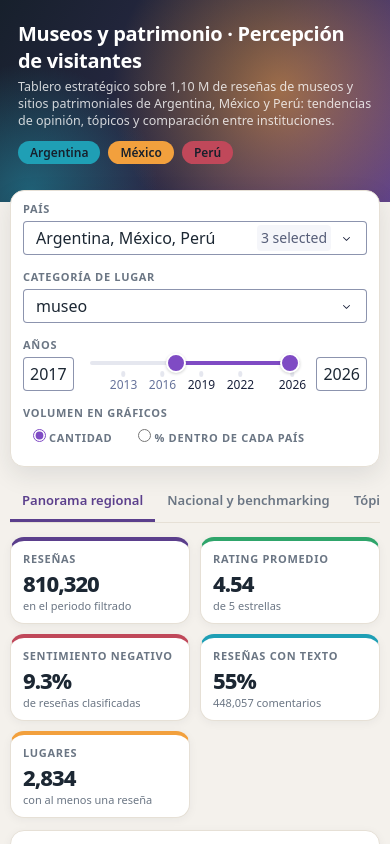 Museos y patrimonio · Percepción
de visitantes
Tablero estratégico sobre 1,10 M de reseñas de museos y
sitios patrimoniales de Argentina, México y Perú: tendencias
de opinión, tópicos y comparación entre instituciones.
Argentina México Perú
PAÍS
Argentina, México, Perú 3 selected
CATEGORÍA DE LUGAR
museo
AÑOS
2017 2026
2013 2016 2019 2022 2026
VOLUMEN EN GRÁFICOS
CANTIDAD % DENTRO DE CADA PAÍS
Panorama regional Nacional y benchmarking Tópi
RESEÑAS
810,320
en el periodo filtrado
RATING PROMEDIO
4.54
de 5 estrellas
SENTIMIENTO NEGATIVO
9.3%
de reseñas clasificadas
RESEÑAS CON TEXTO
55%
448,057 comentarios
LUGARES
2,834
con al menos una reseña